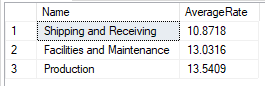 Name AverageRate
1 Shipping and Receiving 10.8718
2 Facilities and Maintenance 13.0316
3 Production 13.5409